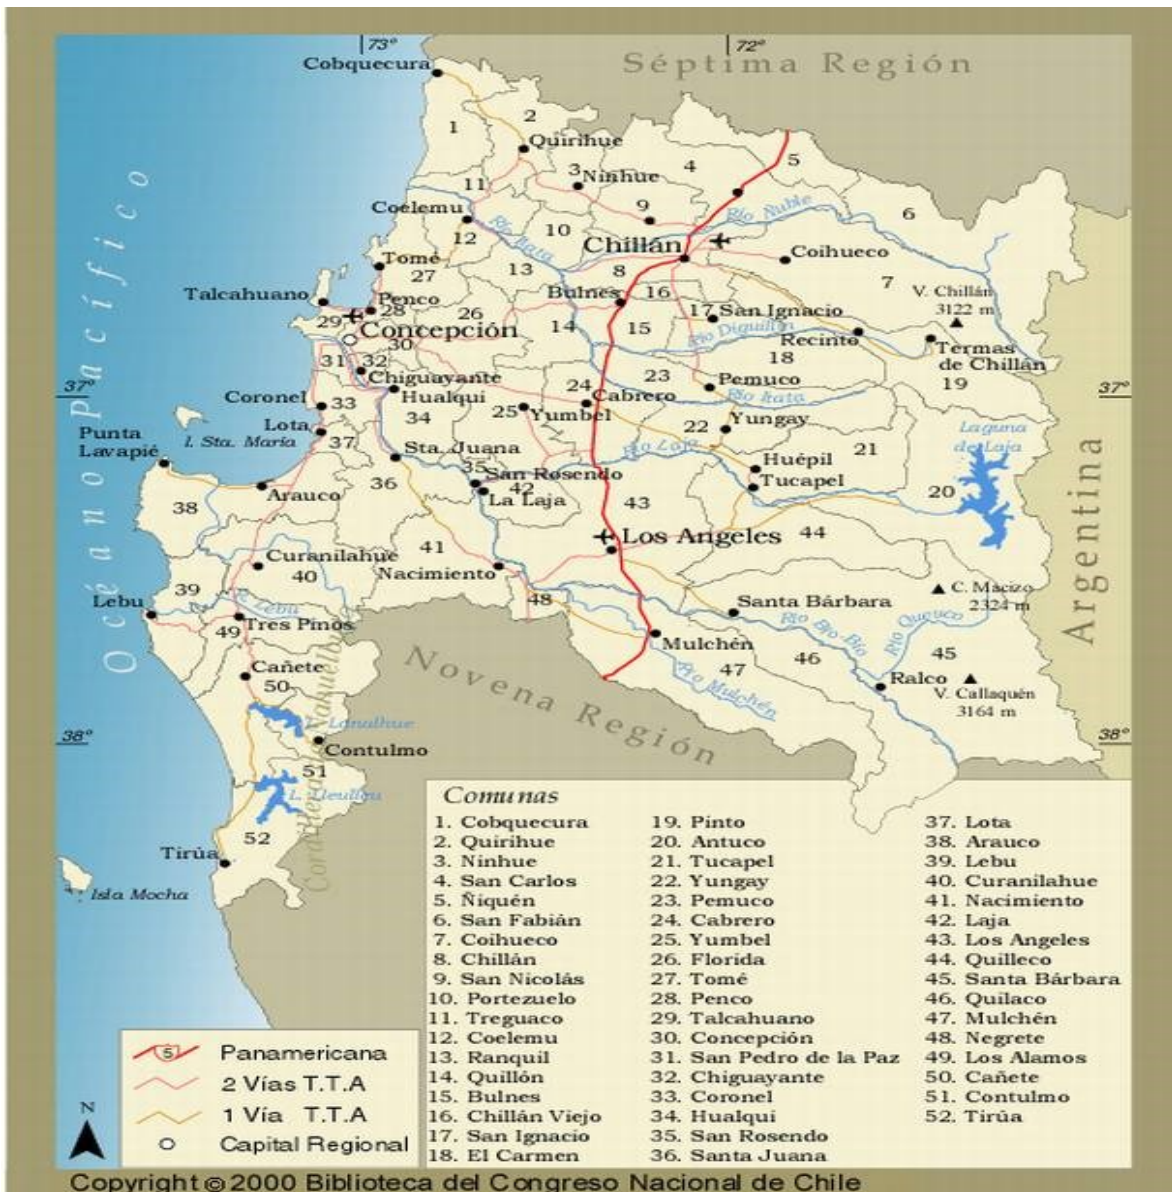 73° 72°
Cobquecura
Séptima Región
1
2
Quirihue
3
Ninhue
4
5
6
11
Coelemu
9
Río Ñuble
12
Río Itata
10
Chillán
Coihueco
Tomé
27
13
8
7
Talcahuano
Penco
28
Bulnes
16
V. Chillán
3122 m
29
Concepción
26
14
15
17
San Ignacio
Río Diguillín
Recinto
30
31
32
Chiguayante
18
Termas
de Chillán
19
37° 37°
Hualqui
24
Cabrero
23
Pemuco
Río Itata
Coronel
33
34
25
Yumbel
22
Yungay
Laguna
de Laja
Punta
Lavapié
I. Sta. María
Lota
37
Sta. Juana
Río Laja
21
36
35
San Rosendo
42
La Laja
Huépil
Tucapel
20
38
Arauco
43
Los Angeles
44
Curanilahue
40
41
Nacimiento
39
Lebu
R. Lebu
48
Santa Bárbara
C. Macizo
2324 m
Río Queuco
Río Bío Bío
49
Tres Pinos
Mulchén
47
46
45
Cañete
50
Río Mulchén
Ralco
V. Callaquén
3164 m
Océano Pacífico
Argentina
Novena Región
38° 38°
L. Lanalhue
Contulmo
51
L. Lleulleu
52
Tirúa
Isla Mocha
Cordillera de Nahuelbuta
Comunas
1. Cobquecura
2. Quirihue
3. Ninhue
4. San Carlos
5. Ñiquén
6. San Fabián
7. Coihueco
8. Chillán
9. San Nicolás
10. Portezuelo
11. Treguaco
12. Coelemu
13. Ranquil
14. Quillón
15. Bulnes
16. Chillán Viejo
17. San Ignacio
18. El Carmen
19. Pinto
20. Antuco
21. Tucapel
22. Yungay
23. Pemuco
24. Cabrero
25. Yumbel
26. Florida
27. Tomé
28. Penco
29. Talcahuano
30. Concepción
31. San Pedro de la Paz
32. Chiguayante
33. Coronel
34. Hualqui
35. San Rosendo
36. Santa Juana
37. Lota
38. Arauco
39. Lebu
40. Curanilahue
41. Nacimiento
42. Laja
43. Los Angeles
44. Quilleco
45. Santa Bárbara
46. Quilaco
47. Mulchén
48. Negrete
49. Los Alamos
50. Cañete
51. Contulmo
52. Tirúa
5 Panamericana
2 Vías T.T.A
1 Vía T.T.A
Capital Regional
N
Copyright © 2000 Biblioteca del Congreso Nacional de Chile